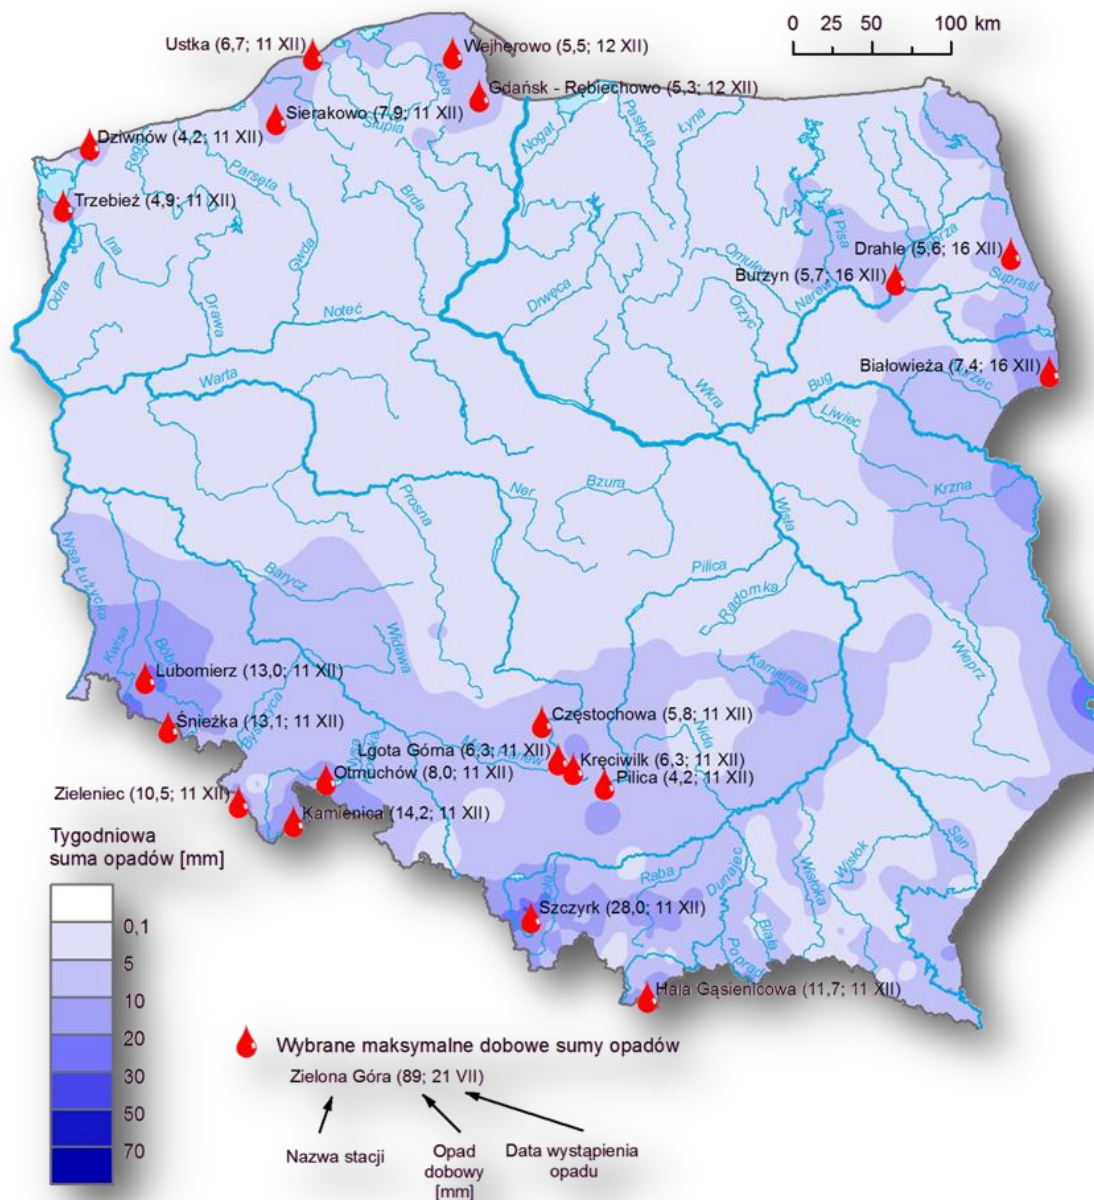 0 25 50 100 km
Ustka (6,7; 11 XII)
Wejherowo (5,5; 12 XII)
Łeba
Gdańsk - Rębiechowo (5,3; 12 XII)
Sierakowo (7,9; 11 XII)
Słupia
Dziwnów (4,2; 11 XII)
Rega
Parsęta
Nogat
Pasłęka
Łyna
Trzebież (4,9; 11 XII)
Brda
Ina
Gwda
Pisa
Drahle (5,6; 16 XII)
Omulew
Burzyn (5,7; 16 XII)
Supraśl
Odra
Drawa
Drwęca
Narew
Orzyc
Noteć
Białowieża (7,4; 16 XII)
Warta
Wkra
Bug
Liwiec
Krzna
Ner
Bzura
Prosna
Wisła
Nysa Łużycka
Barycz
Pilica
Radomka
Kwisa
Bóbr
Widawa
Kamienna
Wieprz
Lubomierz (13,0; 11 XII)
Śnieżka (13,1; 11 XII)
Bystrzyca
Częstochowa (5,8; 11 XII)
Nida
Lgota Górna (6,3; 11 XII)
Kręciwilk (6,3; 11 XII)
Otmuchów (8,0; 11 XII)
Pilica (4,2; 11 XII)
Zieleniec (10,5; 11 XII)
Kamienica (14,2; 11 XII)
San
Wisłok
Raba
Dunajec
Wisłoka
Szczyrk (28,0; 11 XII)
Biała
Poprad
Hala Gąsienicowa (11,7; 11 XII)
Tygodniowa
suma opadów [mm]
0,1
5
10
20
30
50
70
Wybrane maksymalne dobowe sumy opadów
Zielona Góra (89; 21 VII)
Nazwa stacji
Opad
dobowy
[mm]
Data wystąpienia
opadu